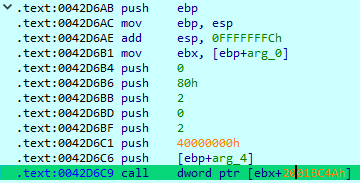 .text:0042D6AB push ebp
.text:0042D6AC mov ebp, esp
.text:0042D6AE add esp, 0FFFFFFFCh
.text:0042D6B1 mov ebx, [ebp+arg_0]
.text:0042D6B4 push 0
.text:0042D6B6 push 80h
.text:0042D6BB push 2
.text:0042D6BD push 0
.text:0042D6BF push 2
.text:0042D6C1 push 40000000h
.text:0042D6C6 push [ebp+arg_4]
.text:0042D6C9 call dword ptr [ebx+2001BC4Ah]